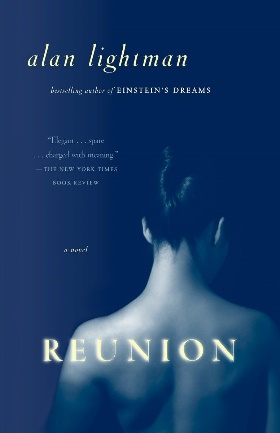 alan lightman
bestselling author of EINSTEIN'S DREAMS
"Elegant . . . spare
. . . charged with meaning."
— THE NEW YORK TIMES
BOOK REVIEW
a novel
REUNION